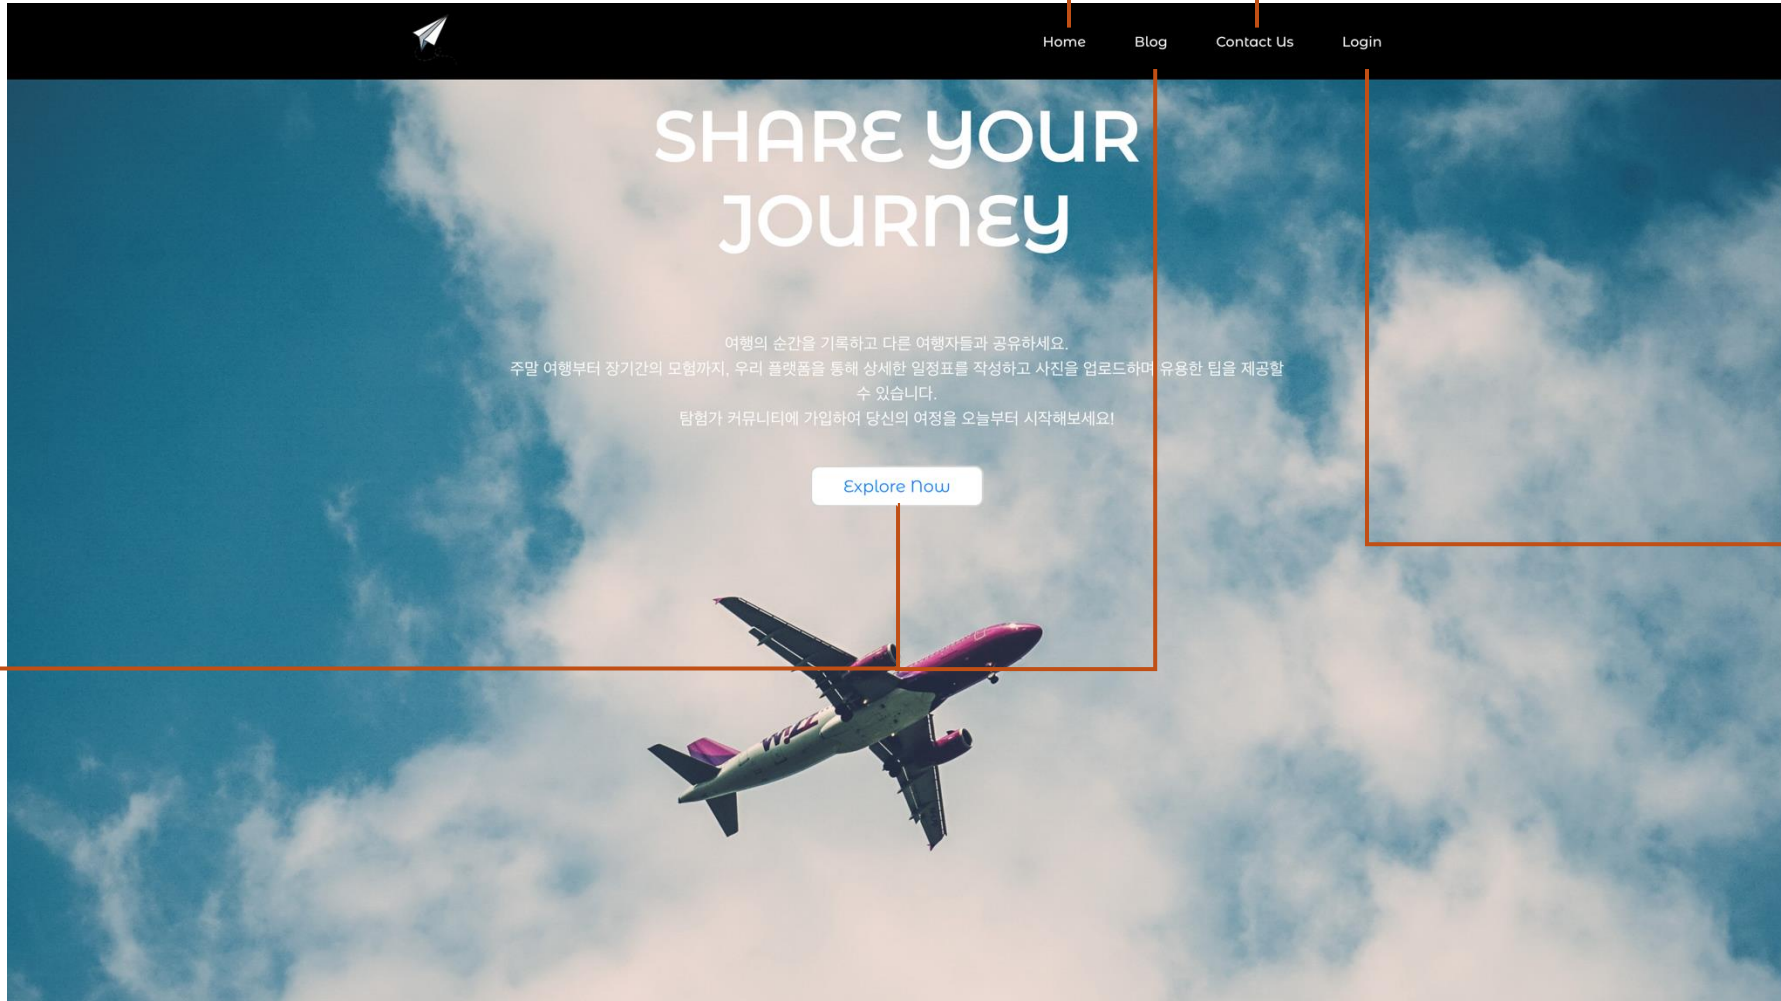 Home Blog Contact Us Login
SHARE YOUR
JOURNEY
여행의 순간을 기록하고 다른 여행자들과 공유하세요.
주말 여행부터 장기간의 모험까지, 우리 플랫폼을 통해 상세한 일정표를 작성하고 사진을 업로드하며 유용한 팁을 제공할
수 있습니다.
탐험가 커뮤니티에 가입하여 당신의 여정을 오늘부터 시작해보세요!
Explore Now
WIZZ